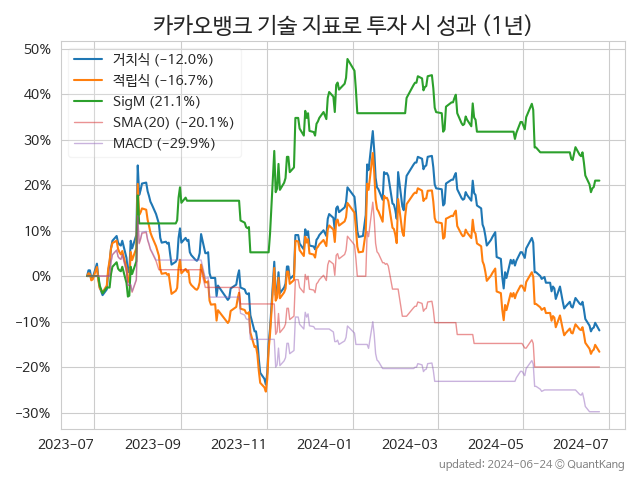 카카오뱅크 기술 지표로 투자 시 성과 (1년)
50%
40%
30%
20%
10%
0%
−10%
−20%
−30%
거치식 (−12.0%)
적립식 (−16.7%)
SigM (21.1%)
SMA(20) (−20.1%)
MACD (−29.9%)
2023-07 2023-09 2023-11 2024-01 2024-03 2024-05 2024-07
updated: 2024-06-24 ⓒ QuantKang